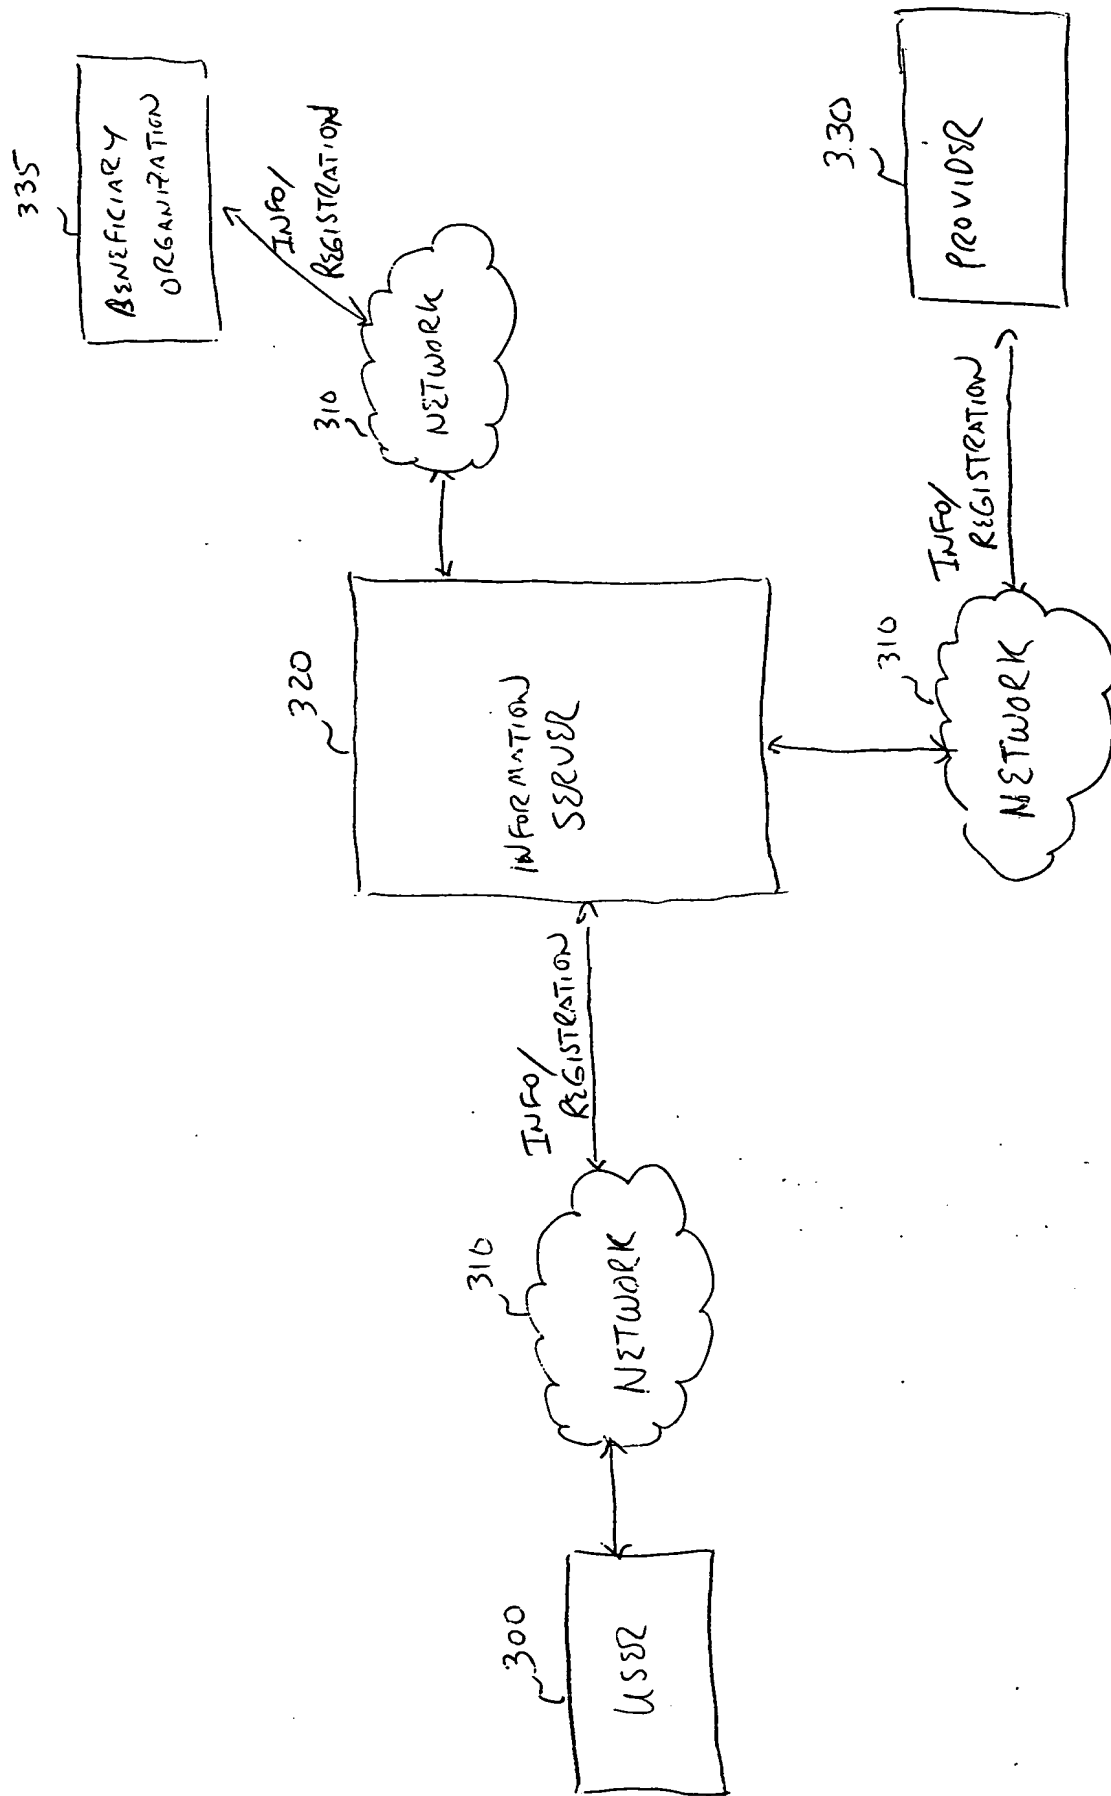 335
BENEFICIARY
ORGANIZATION
INFO/
REGISTRATION
310
NETWORK
320
INFORMATION
SERVER
INFO/
REGISTRATION
310
NETWORK
300
USER
310
NETWORK
INFO/
REGISTRATION
330
PROVIDER